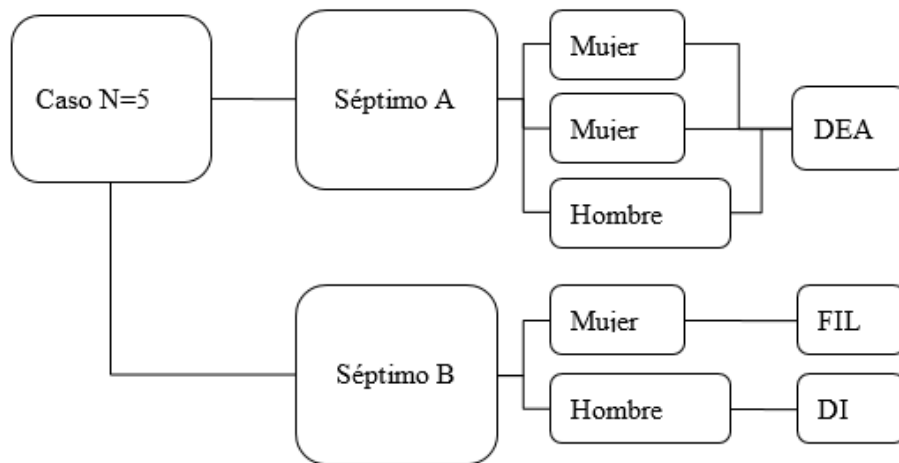 Caso N=5
Séptimo A
Mujer
Mujer
Hombre
DEA
Séptimo B
Mujer
FIL
Hombre
DI